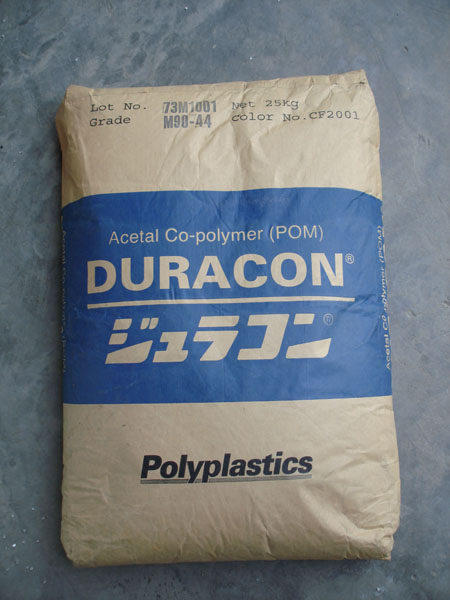 Lot No. 73M1001 Net 25kg
Grade M90-44 color No.CF2001
Acetal Co-polymer (POM)
DURACON®
ジュラコン®
Polyplastics